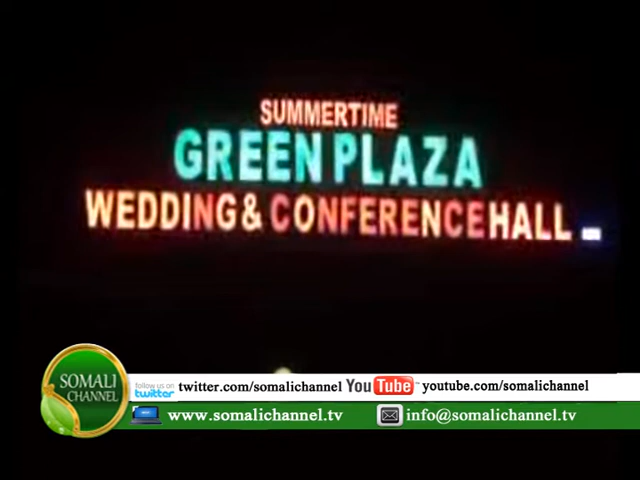 SUMMERTIME
GREEN PLAZA
WEDDING & CONFERENCE HALL
SOMALI
CHANNEL
follow us on
twitter
twitter.com/somalichannel
YouTube
youtube.com/somalichannel
www.somalichannel.tv
info@somalichannel.tv